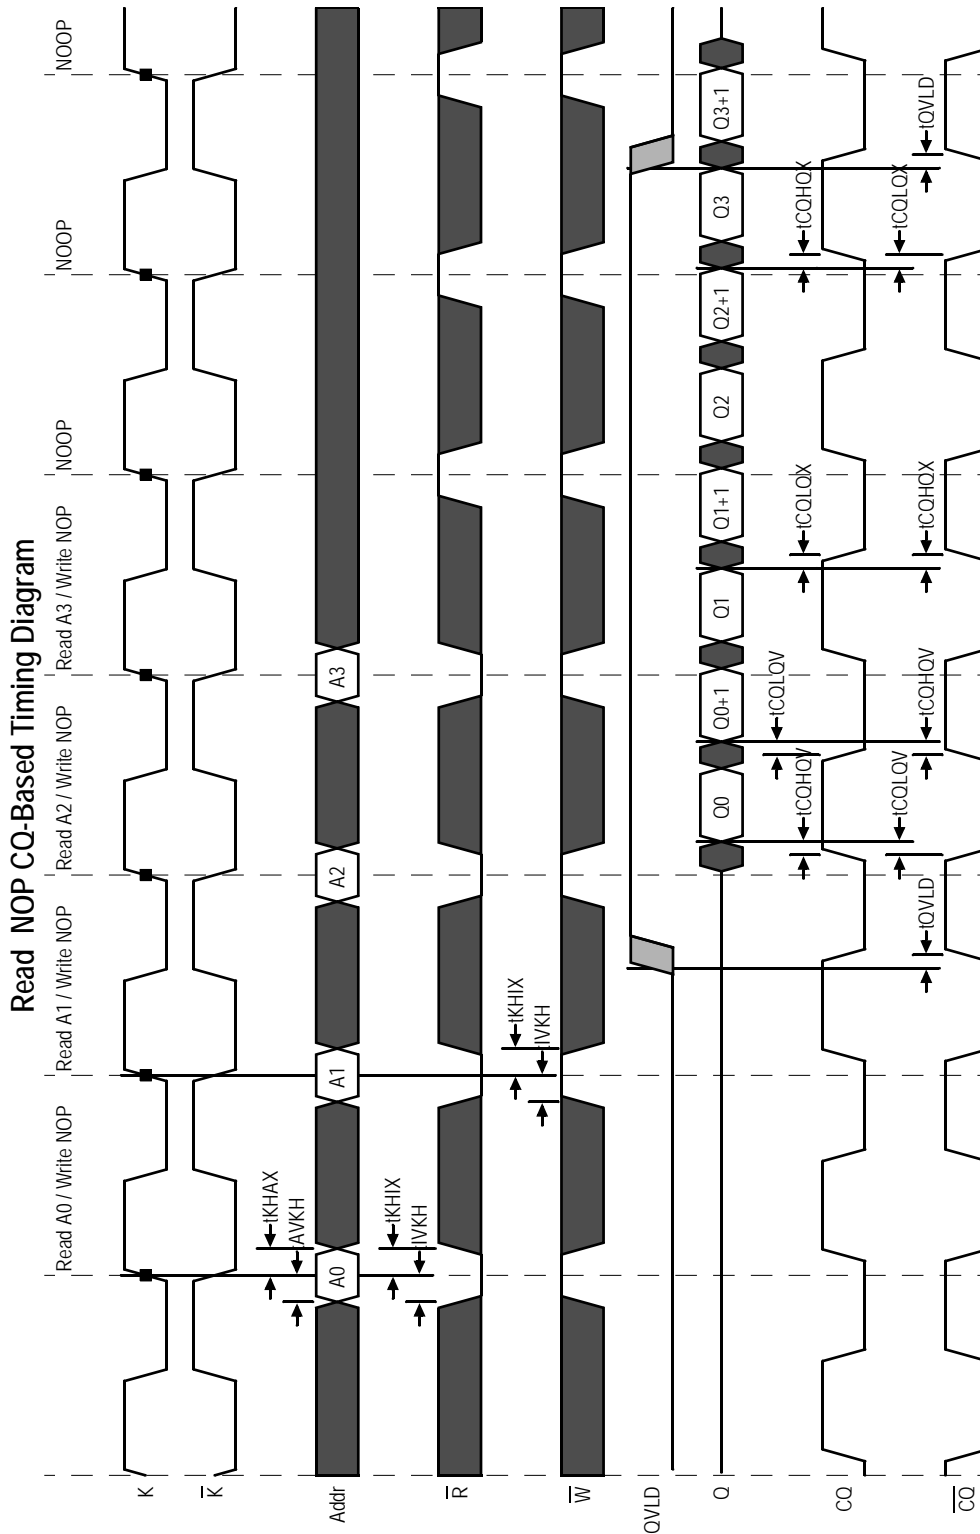 Read NOP CQ-Based Timing Diagram
Read A0 / Write NOP
Read A1 / Write NOP
Read A2 / Write NOP
Read A3 / Write NOP
NOOP
NOOP
NOOP
K
K
tKHAX
tAVKH
Addr
A0
A1
A2
A3
tKHIX
tIVKH
R
tKHIX
tIVKH
W
QVLD
Q
Q0
Q0+1
Q1
Q1+1
Q2
Q2+1
Q3
Q3+1
tCQLQV
tCQHQV
tCQLQX
tCQHQX
CQ
tCQLQV
tCQLQX
tQVLD
tCQHQV
tCQHQX
tQVLD
CQ